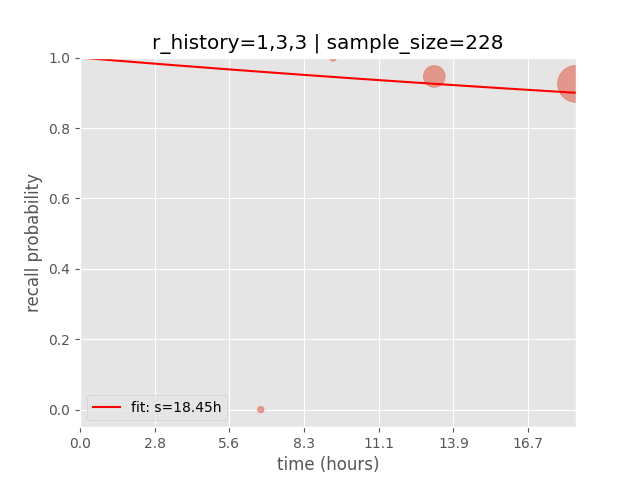 r_history=1,3,3 | sample_size=228
1.0
0.8
0.6
0.4
0.2
0.0
recall probability
fit: s=18.45h
0.0 2.8 5.6 8.3 11.1 13.9 16.7
time (hours)